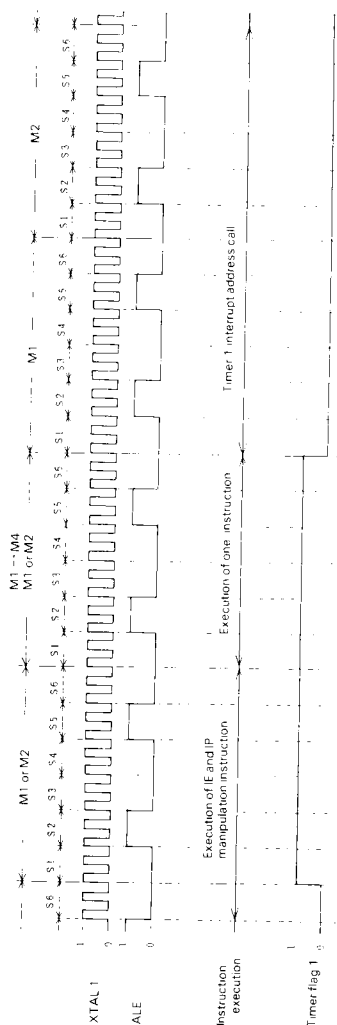 M1 --- M4
M1 or M2 M1 or M2 M1 M2
S6 S1 S2 S3 S4 S5 S6 S1 S2 S3 S4 S5 S6 S1 S2 S3 S4 S5 S6 S1 S2 S3 S4 S5 S6
XTAL 1 1 0
ALE 1 0
Instruction execution
Execution of IE and IP manipulation instruction
Execution of one instruction
Timer 1 interrupt address call
Timer flag 1 1 0